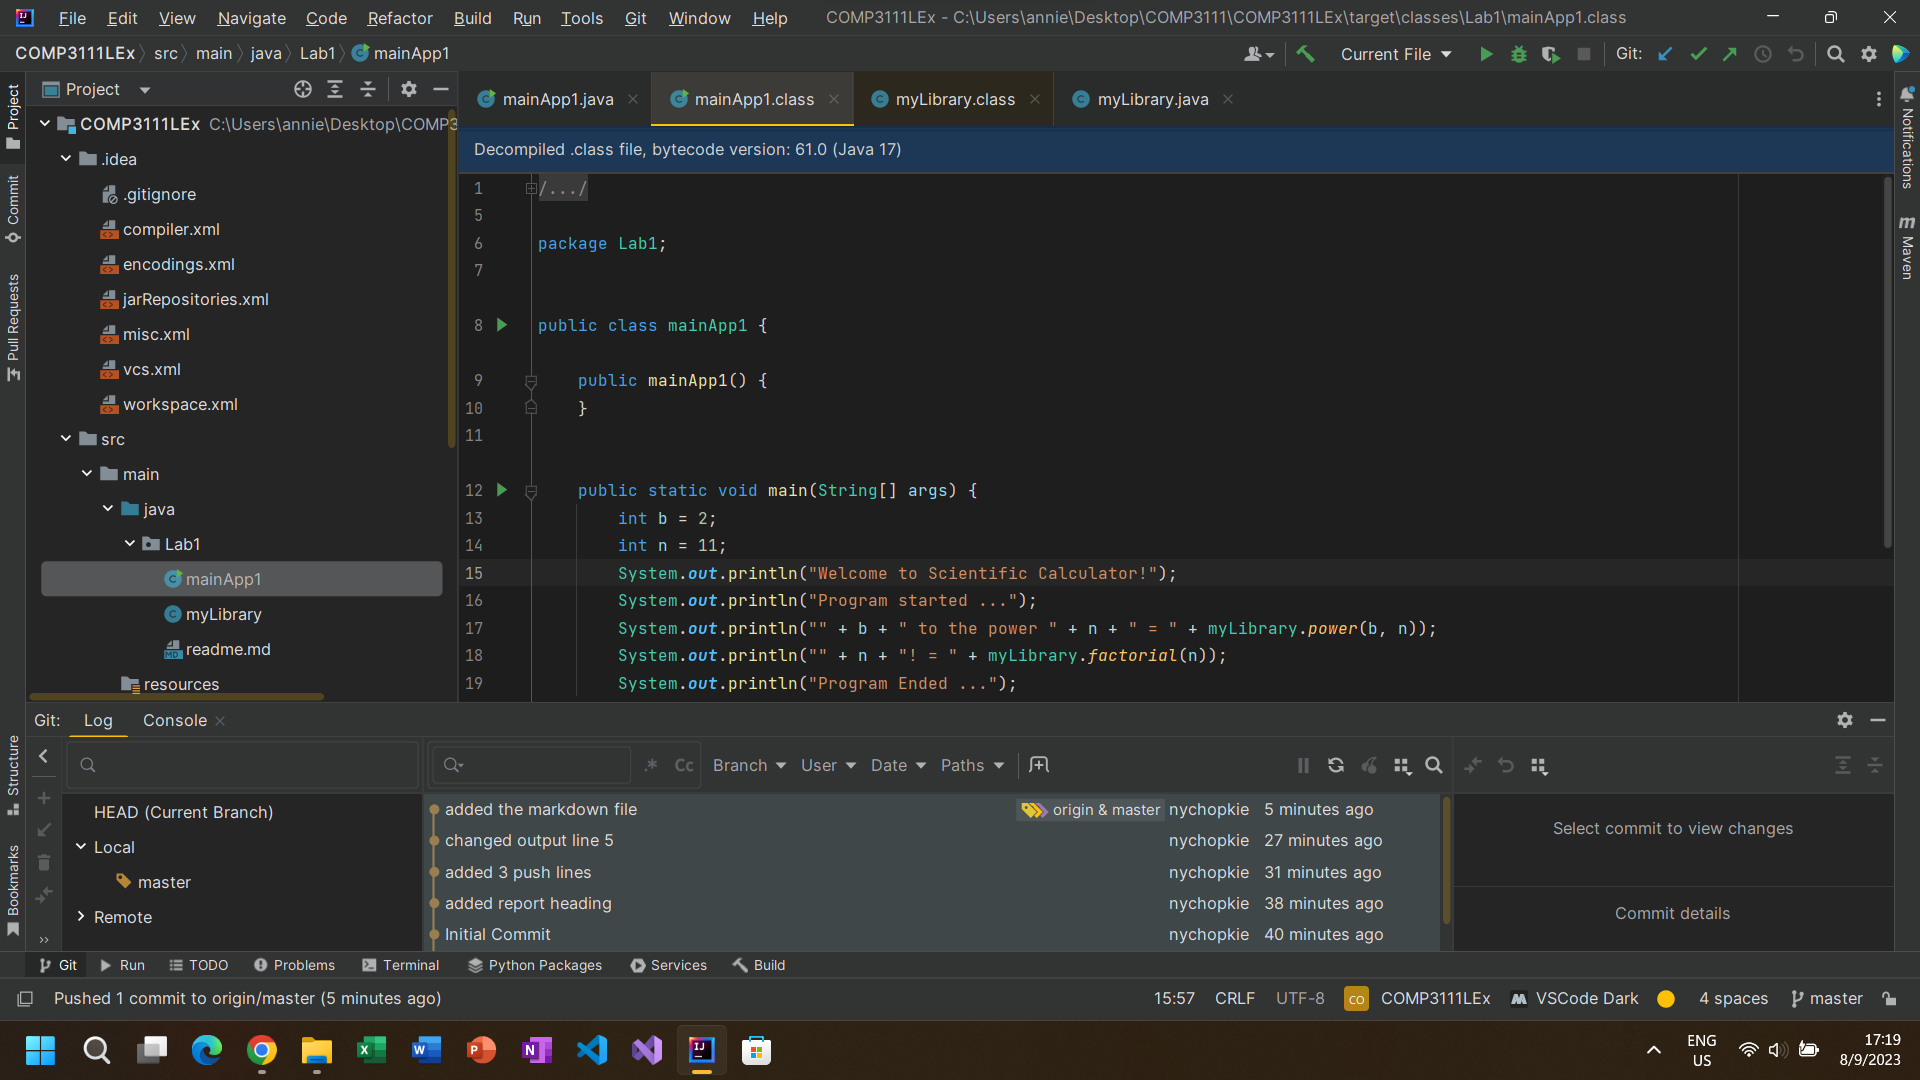 File Edit View Navigate Code Refactor Build Run Tools Git Window Help COMP3111LEx - C:\Users\annie\Desktop\COMP3111\COMP3111LEx\target\classes\Lab1\mainApp1.class
COMP3111LEx src main java Lab1 mainApp1 Current File Git:
Project
mainApp1.java mainApp1.class myLibrary.class myLibrary.java
Decompiled .class file, bytecode version: 61.0 (Java 17)
Project
Commit
Pull Requests
Structure
Bookmarks
COMP3111LEx C:\Users\annie\Desktop\COMP3
.idea
.gitignore
compiler.xml
encodings.xml
jarRepositories.xml
misc.xml
vcs.xml
workspace.xml
src
main
java
Lab1
mainApp1
myLibrary
readme.md
resources
1 /.../
5
6 package Lab1;
7
8 public class mainApp1 {
9 public mainApp1() {
10 }
11
12 public static void main(String[] args) {
13 int b = 2;
14 int n = 11;
15 System.out.println("Welcome to Scientific Calculator!");
16 System.out.println("Program started ...");
17 System.out.println("" + b + " to the power " + n + " = " + myLibrary.power(b, n));
18 System.out.println("" + n + "! = " + myLibrary.factorial(n));
19 System.out.println("Program Ended ...");
Notifications
m Maven
Git: Log Console
.* Cc Branch User Date Paths
HEAD (Current Branch)
Local
master
Remote
added the markdown file origin & master nychopkie 5 minutes ago
changed output line 5 nychopkie 27 minutes ago
added 3 push lines nychopkie 31 minutes ago
added report heading nychopkie 38 minutes ago
Initial Commit nychopkie 40 minutes ago
Select commit to view changes
Commit details
Git Run TODO Problems Terminal Python Packages Services Build
Pushed 1 commit to origin/master (5 minutes ago) 15:57 CRLF UTF-8 CO COMP3111LEx VSCode Dark 4 spaces master
ENG
US
17:19
8/9/2023